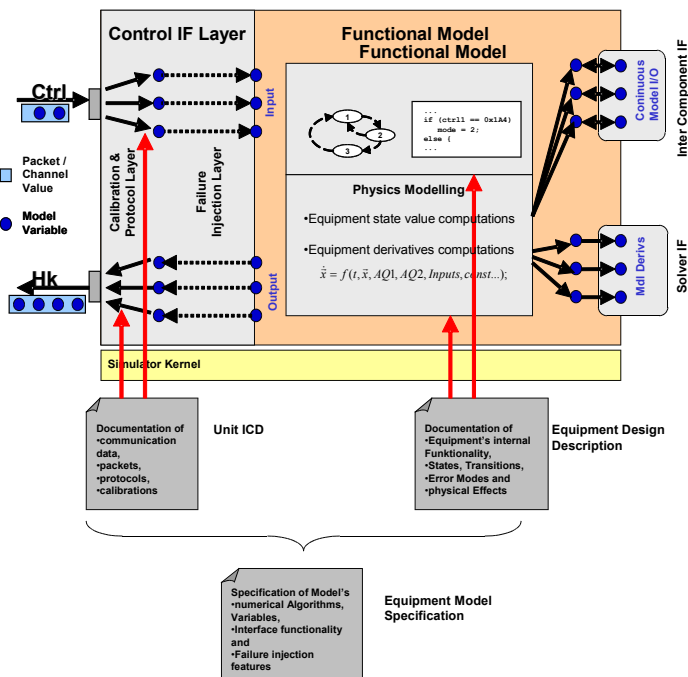 Control IF Layer
Functional Model
Functional Model
Ctrl
Packet /
Channel
Value
Model
Variable
Hk
Calibration &
Protocol Layer
Failure
Injection Layer
Input
Output
1
2
3
...
if (ctrl1 == 0x1A4)
mode = 2;
else {
...
Physics Modelling
•Equipment state value computations
•Equipment derivatives computations
ẋ = f(t, x, AQ1, AQ2, Inputs, const...);
Coninuous
Model I/O
Inter Component IF
Mdl Derivs
Solver IF
Simulator Kernel
Documentation of
•communication
data,
•packets,
•protocols,
•calibrations
Unit ICD
Documentation of
•Equipment's internal
Funktionality,
•States, Transitions,
Error Modes and
•physical Effects
Equipment Design
Description
Specification of Model's
•numerical Algorithms,
Variables,
•Interface functionality
and
•Failure injection
features
Equipment Model
Specification